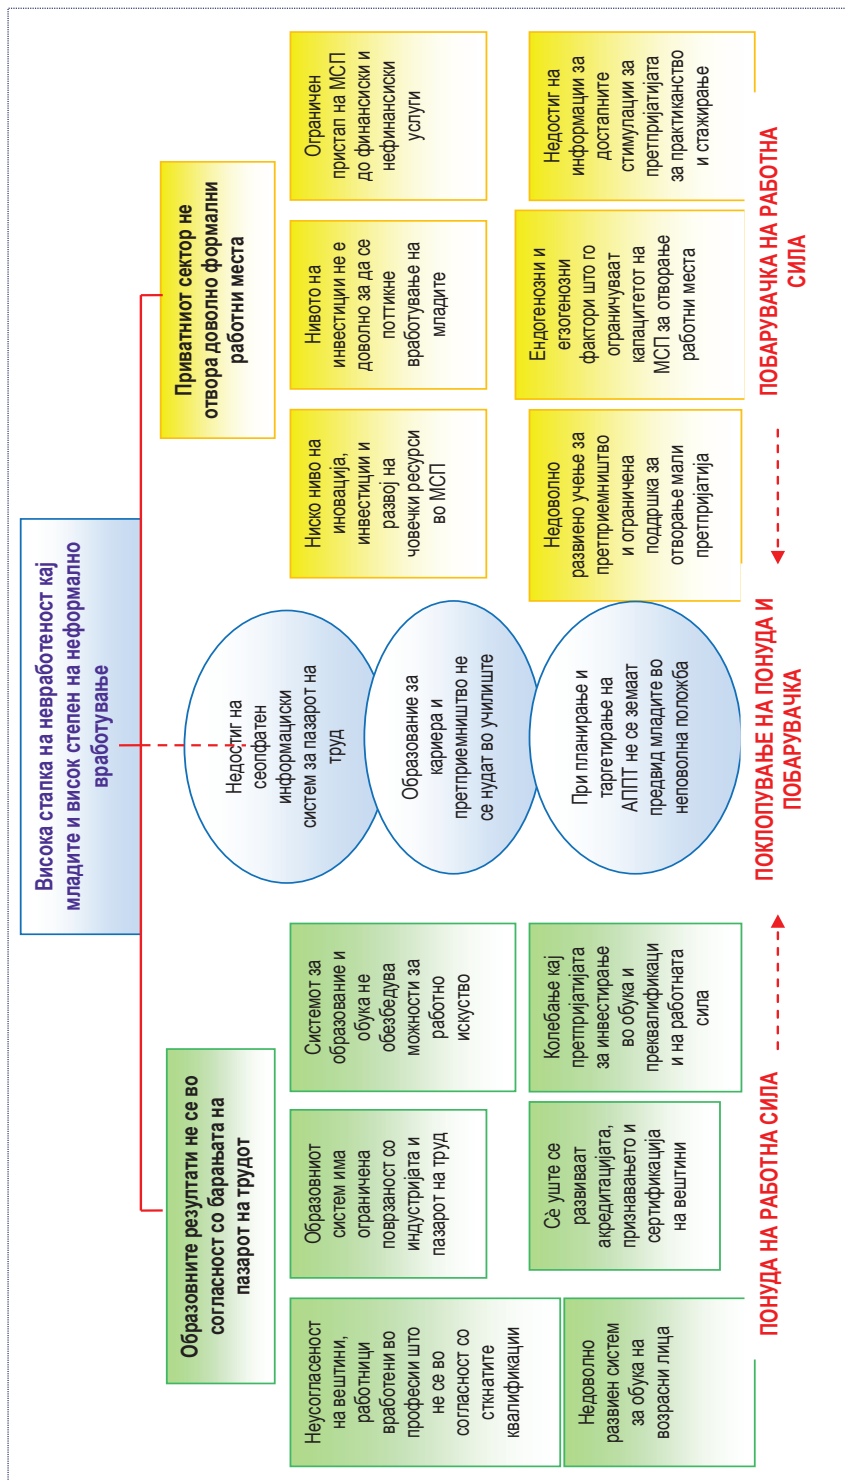 Висока стапка на невработеност кај
младите и висок степен на неформално
вработување
Образовните резултати не се во
согласност со барањата на
пазарот на трудот
Приватниот сектор не
отвора доволно формални
работни места
Неусогласеност
на вештини,
работници
вработени во
професии што
не се во
согласност со
сткнатите
квалификации
Образовниот
систем има
ограничена
поврзаност со
индустријата и
пазарот на труд
Системот за
образование и
обука не
обезбедува
можности за
работно
искуство
Недоволно
развиен систем
за обука на
возрасни лица
Сè уште се
развиваат
акредитацијата,
признавањето и
сертификација
на вештини
Колебање кај
претпријатијата
за инвестирање
во обука и
преквалификаци
и на работната
сила
Недостиг на
сеопфатен
информациски
систем за пазарот на
труд
Образование за
кариера и
претприемништво не
се нудат во училиште
При планирање и
таргетирање на
АППТ не се земаат
предвид младите во
неповолна положба
Ниско ниво на
иновација,
инвестиции и
развој на
човечки ресурси
во МСП
Нивото на
инвестиции не е
доволно за да се
поттикне
вработување на
младите
Ограничен
пристап на МСП
до финансиски и
нефинансиски
услуги
Недоволно
развиено учење за
претприемништво
и ограничена
поддршка за
отворање мали
претпријатија
Ендогенозни и
егзогенозни
фактори што го
ограничуваат
капацитетот на
МСП за отворање
работни места
Недостиг на
информации за
достапните
стимулации за
претпријатијата
за практиканство
и стажирање
ПОНУДА НА РАБОТНА СИЛА
ПОКЛОПУВАЊЕ НА ПОНУДА И
ПОБАРУВАЧКА
ПОБАРУВАЧКА НА РАБОТНА
СИЛА